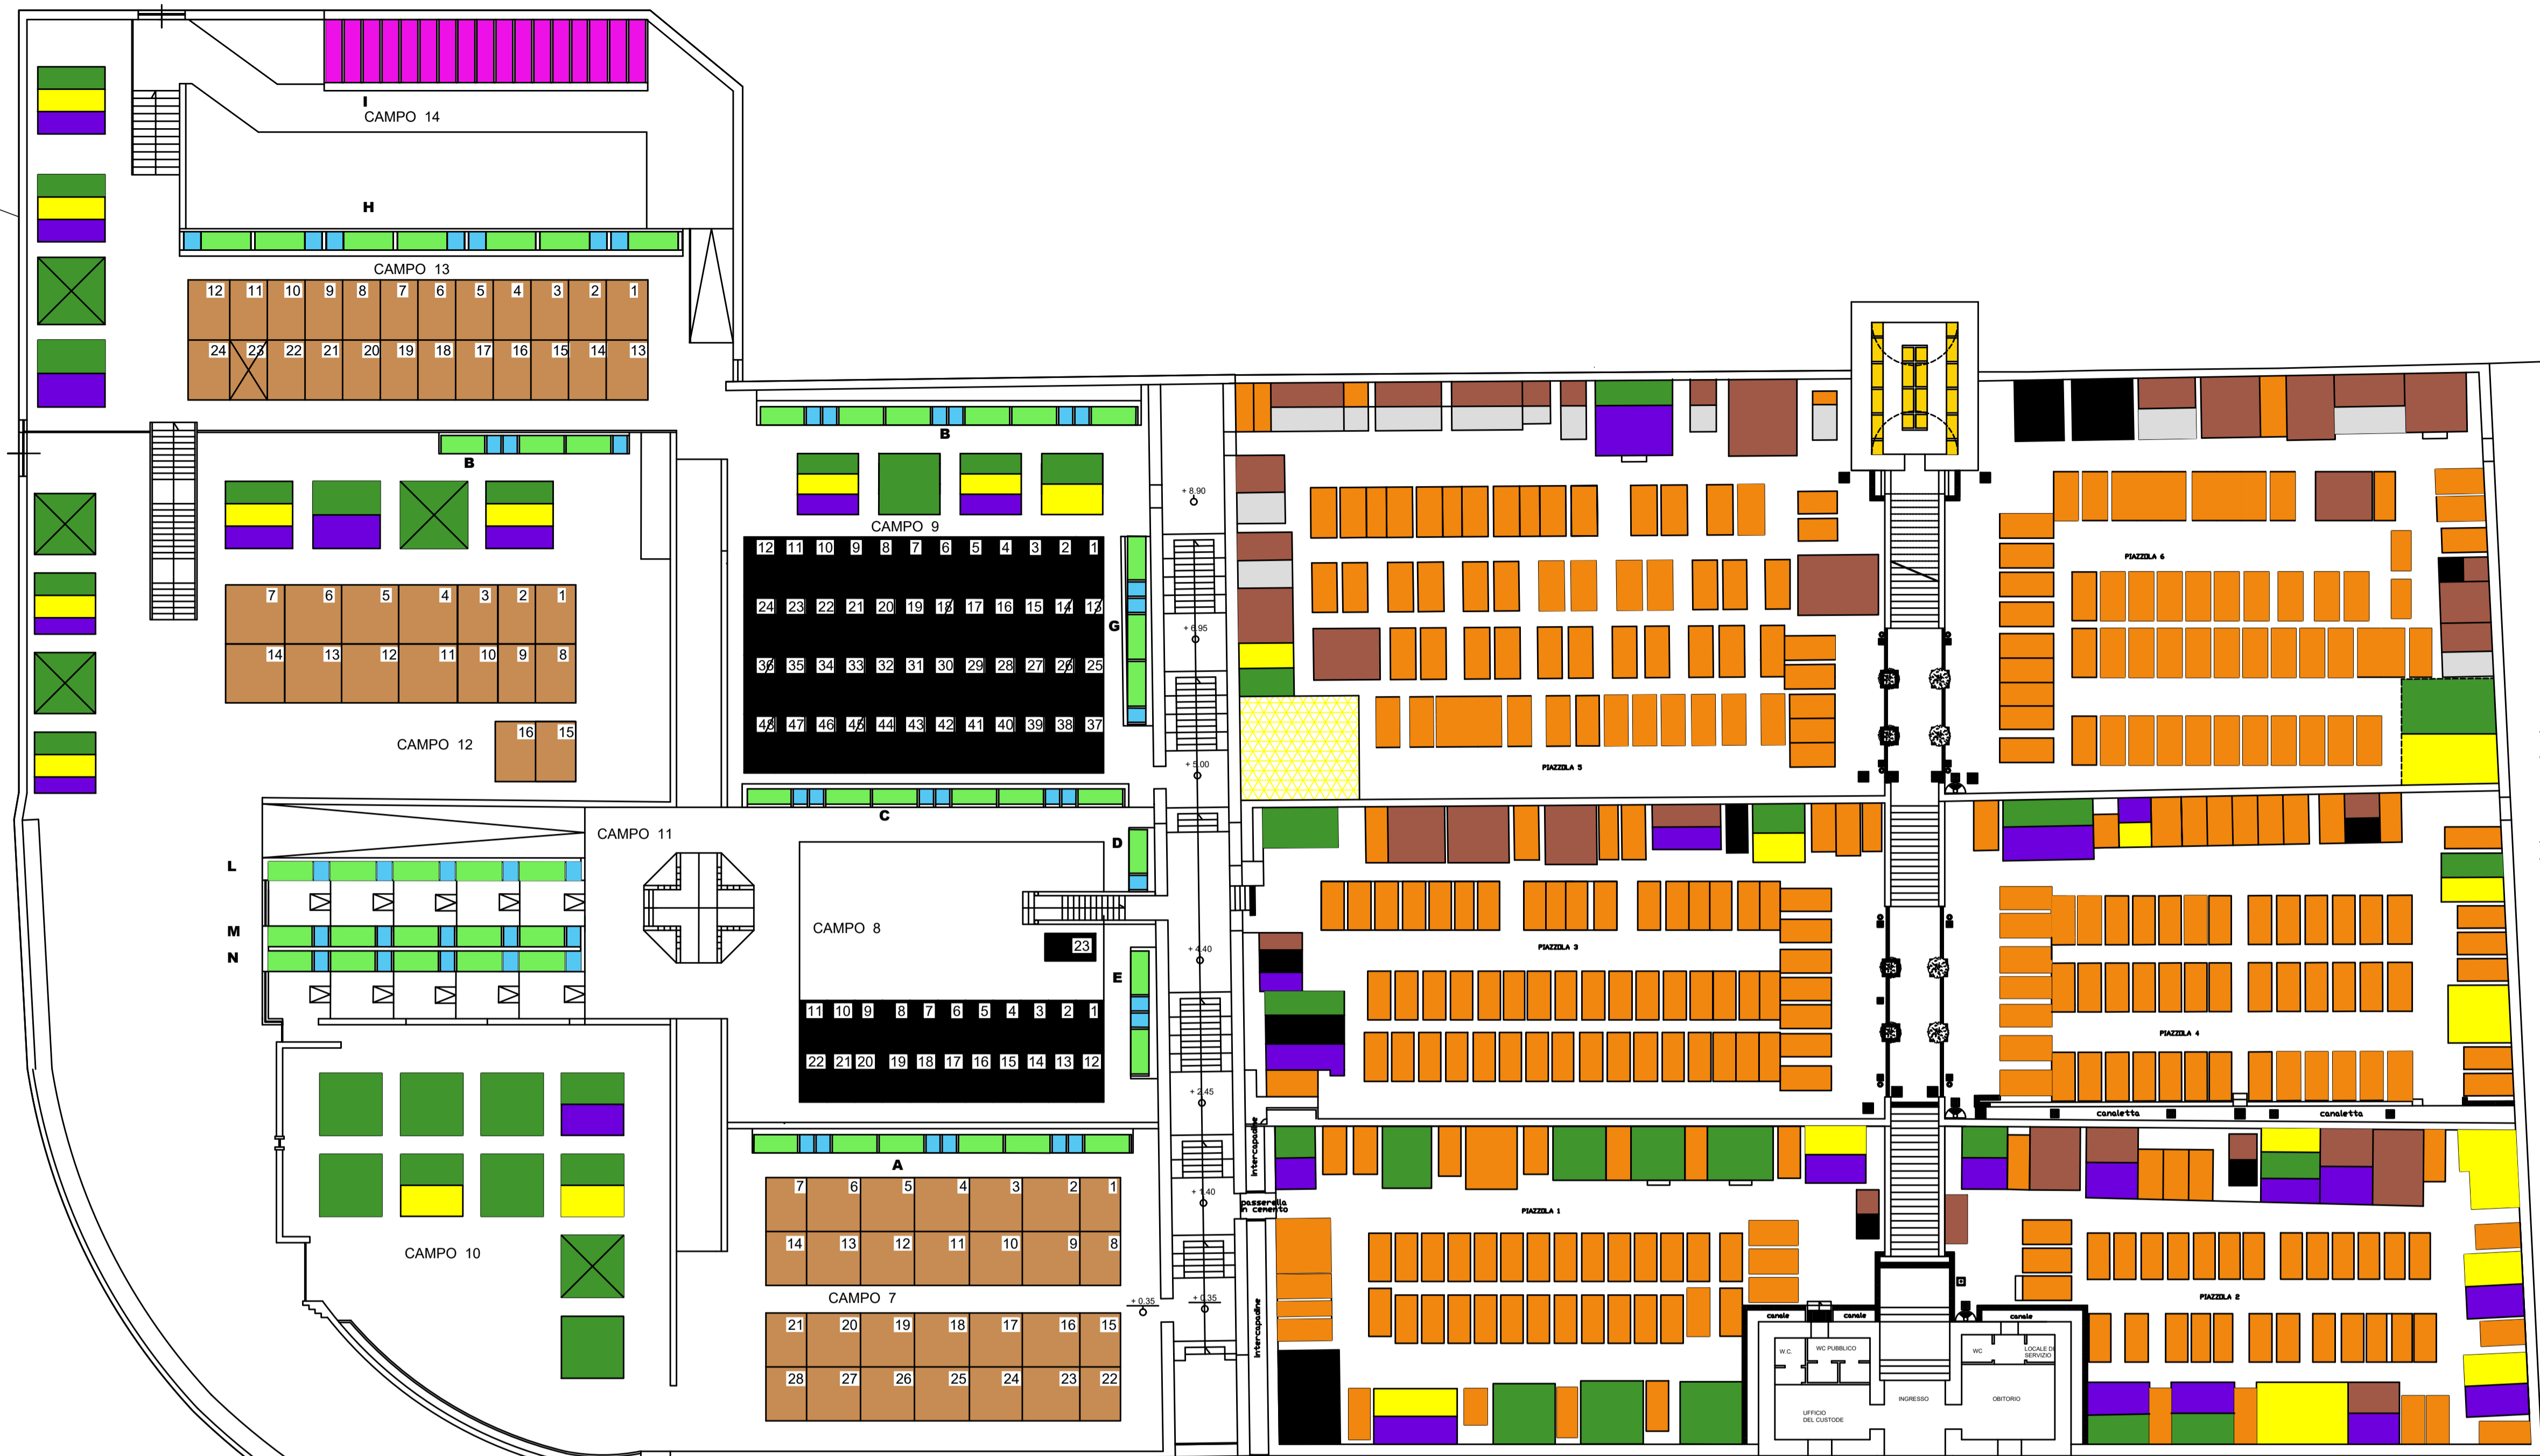 I
CAMPO 14
H
CAMPO 13
12 11 10 9 8 7 6 5 4 3 2 1
24 23 22 21 20 19 18 17 16 15 14 13
B
B
CAMPO 9
12 11 10 9 8 7 6 5 4 3 2 1
24 23 22 21 20 19 18 17 16 15 14 13
36 35 34 33 32 31 30 29 28 27 26 25
48 47 46 45 44 43 42 41 40 39 38 37
G
7 6 5 4 3 2 1
14 13 12 11 10 9 8
16 15
CAMPO 12
+ 8.90
+ 6.95
+ 5.00
+ 4.40
+ 2.45
+ 1.40
+ 0.35
+ 0.35
C
D
CAMPO 11
L
M
N
CAMPO 8
23
E
11 10 9 8 7 6 5 4 3 2 1
22 21 20 19 18 17 16 15 14 13 12
A
7 6 5 4 3 2 1
14 13 12 11 10 9 8
CAMPO 7
21 20 19 18 17 16 15
28 27 26 25 24 23 22
CAMPO 10
PIAZZOLA 5
PIAZZOLA 6
PIAZZOLA 3
PIAZZOLA 4
canaletta
canaletta
intercapadine
passerella
in cemento
intercapadine
PIAZZOLA 1
PIAZZOLA 2
canale
canale
canale
W.C.
WC PUBBLICO
WC
LOCALE DI
SERVIZIO
UFFICIO
DEL CUSTODE
INGRESSO
OBITORIO